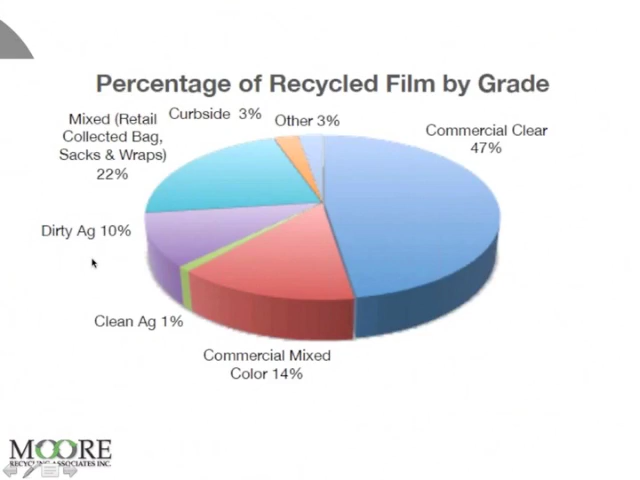 Percentage of Recycled Film by Grade
Mixed (Retail
Collected Bag,
Sacks & Wraps)
22%
Curbside 3%
Other 3%
Commercial Clear
47%
Dirty Ag 10%
Clean Ag 1%
Commercial Mixed
Color 14%
MOORE
RECYCLING ASSOCIATES INC.